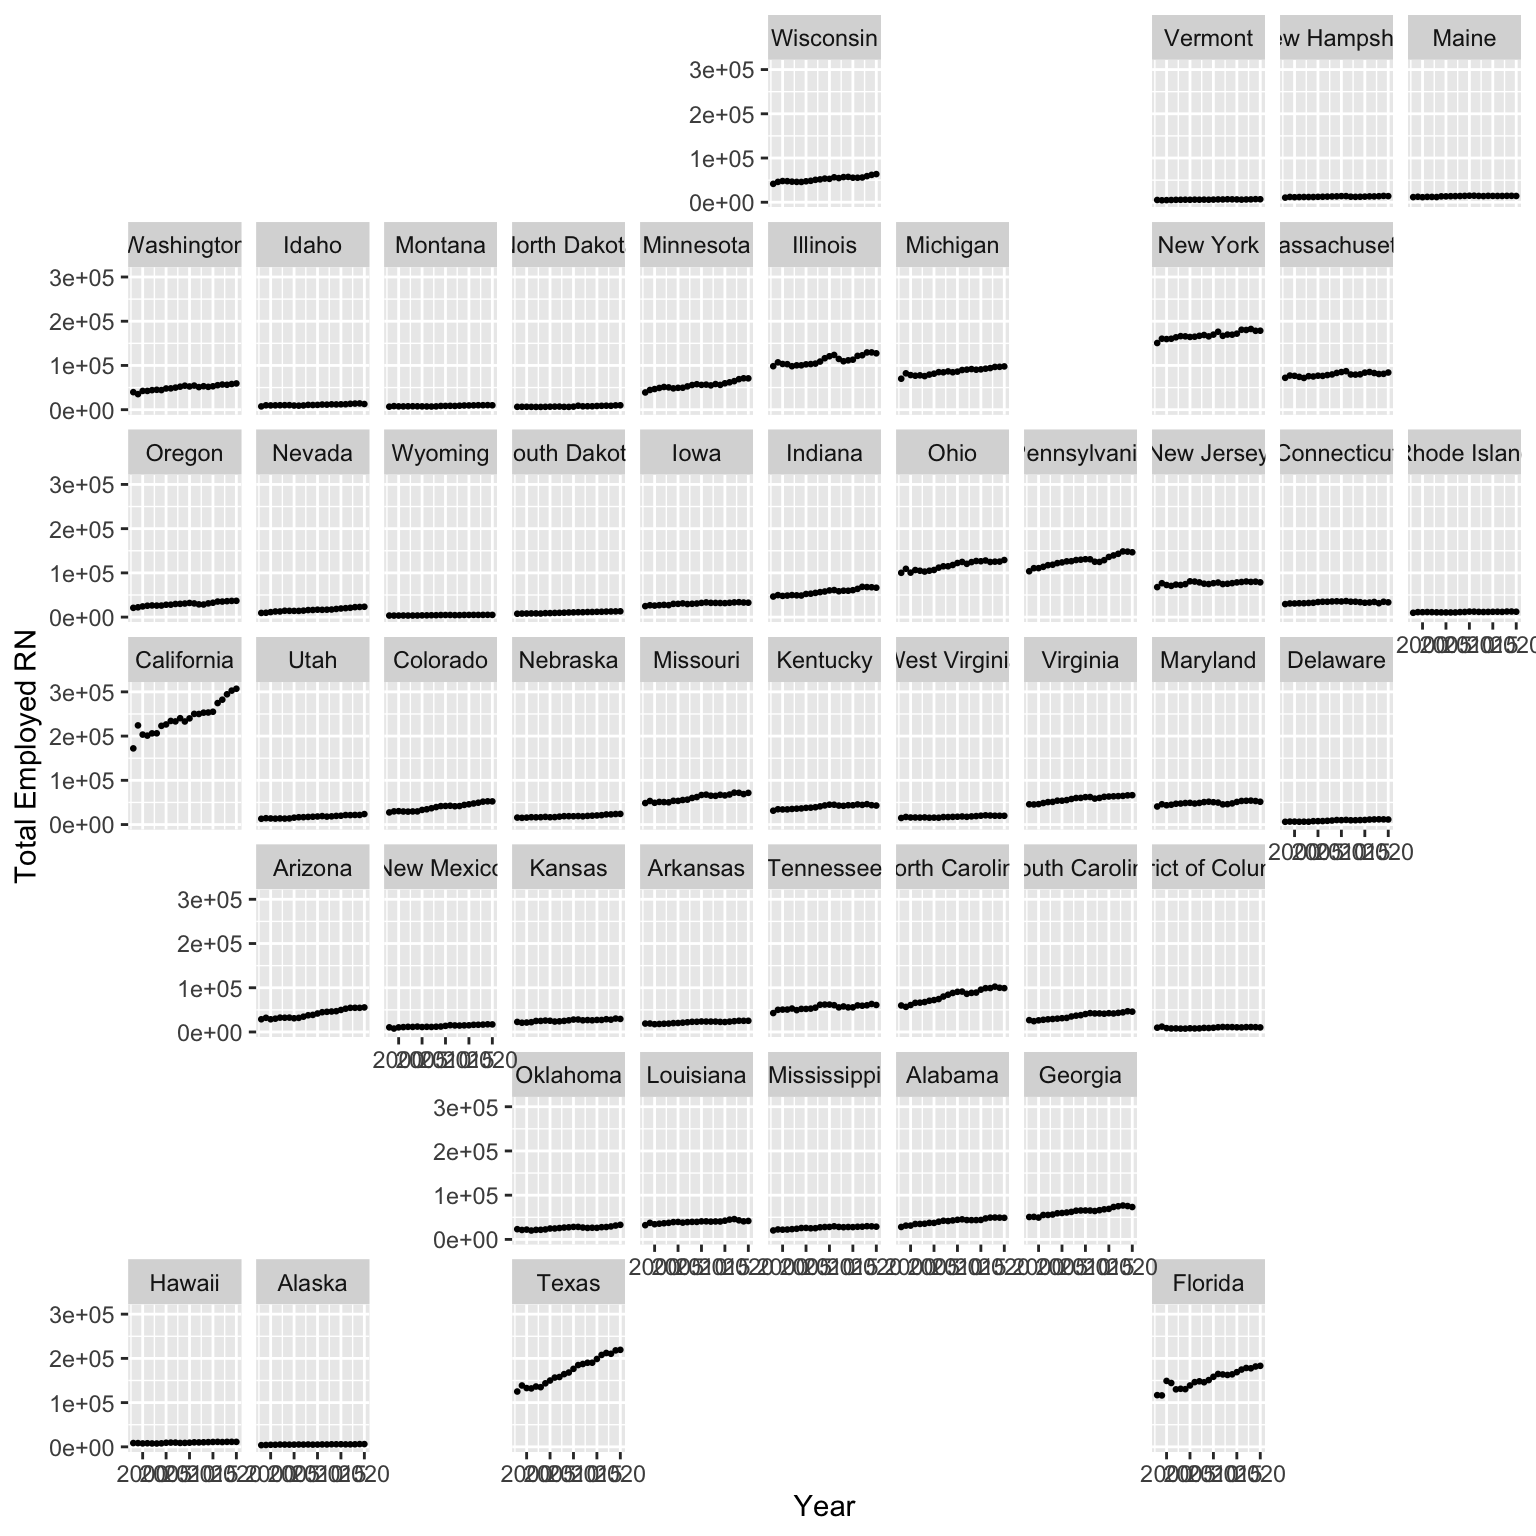 Wisconsin Vermont ew Hampsh Maine
3e+05
2e+05
1e+05
0e+00
Washington Idaho Montana North Dakot Minnesota Illinois Michigan New York assachuset
3e+05
2e+05
1e+05
0e+00
Oregon Nevada Wyoming outh Dakot Iowa Indiana Ohio ennsylvani New Jersey Connecticut Rhode Islan
3e+05
2e+05
1e+05
0e+00
California Utah Colorado Nebraska Missouri Kentucky West Virgini Virginia Maryland Delaware
3e+05
2e+05
1e+05
0e+00
Arizona New Mexico Kansas Arkansas Tennessee orth Carolin outh Carolin rict of Colum
3e+05
2e+05
1e+05
0e+00
Oklahoma Louisiana Mississippi Alabama Georgia
3e+05
2e+05
1e+05
0e+00
Hawaii Alaska Texas Florida
3e+05
2e+05
1e+05
0e+00
Total Employed RN
Year